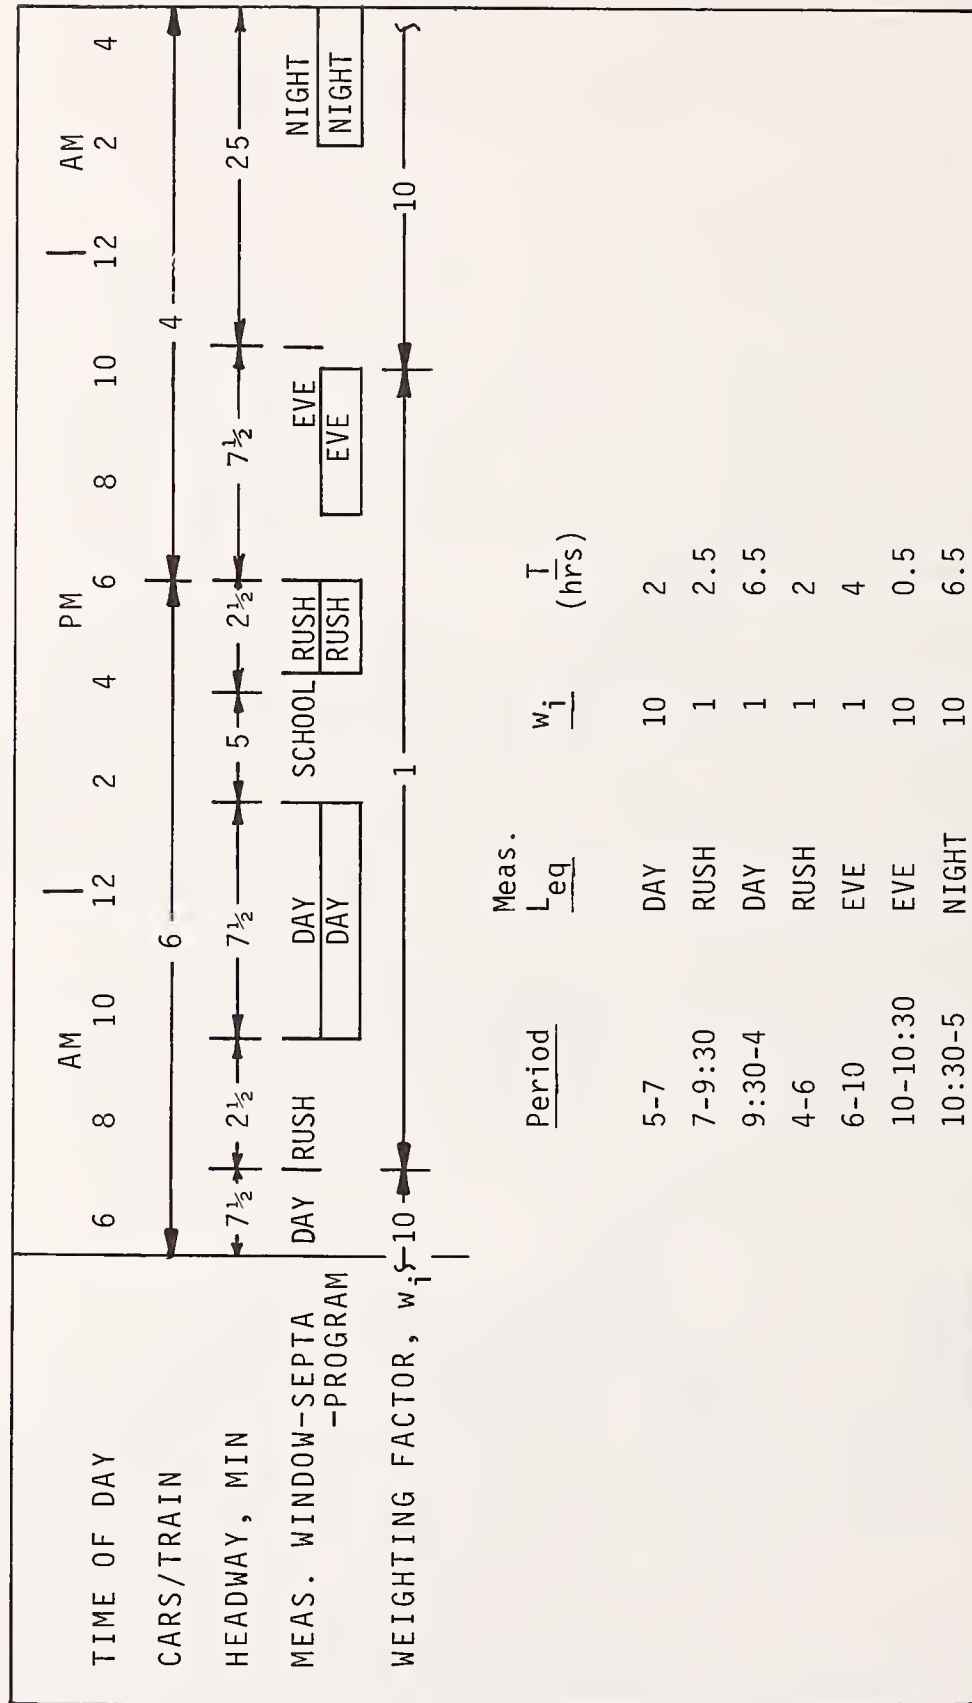 AM | PM | AM
TIME OF DAY 6 8 10 12 2 4 6 8 10 12 2 4
CARS/TRAIN 6 4
HEADWAY, MIN 7½ 2½ 7½ 5 2½ 7½ 25
MEAS. WINDOW-SEPTA DAY RUSH DAY SCHOOL RUSH EVE NIGHT
-PROGRAM DAY RUSH EVE NIGHT
WEIGHTING FACTOR, wi 10 1 10
Meas.
Period Leq wi T
(hrs)
5-7 DAY 10 2
7-9:30 RUSH 1 2.5
9:30-4 DAY 1 6.5
4-6 RUSH 1 2
6-10 EVE 1 4
10-10:30 EVE 10 0.5
10:30-5 NIGHT 10 6.5